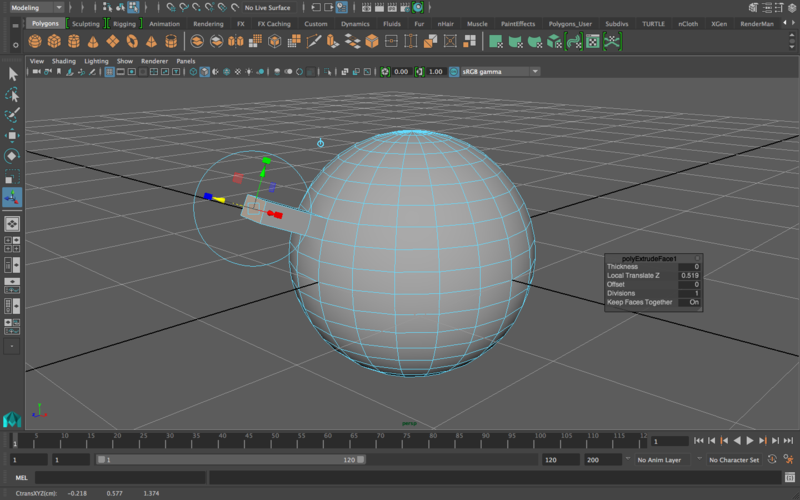 Modeling No Live Surface
Polygons Sculpting Rigging Animation Rendering FX FX Caching Custom Dynamics Fluids Fur nHair Muscle PaintEffects Polygons_User Subdivs TURTLE nCloth XGen RenderMan
View Shading Lighting Show Renderer Panels
0.00 1.00 sRGB gamma
polyExtrudeFace1
Thickness 0
Local Translate Z 0.519
Offset 0
Divisions 1
Keep Faces Together On
persp
1 5 10 15 20 25 30 35 40 45 50 55 60 65 70 75 80 85 90 95 100 105 110 115 12 1
1 1 1 120 120 200 No Anim Layer No Character Set
MEL
CtransXYZ(cm): -0.218 0.577 1.374